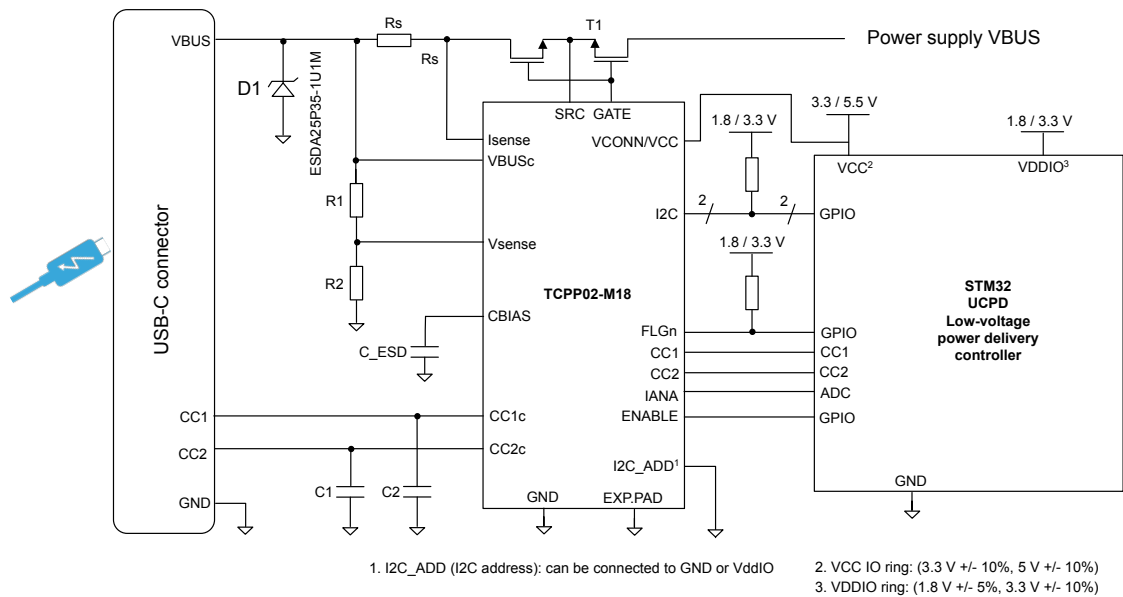 Rs
T1
VBUS
Power supply VBUS
Rs
D1
ESDA25P35-1U1M
3.3 / 5.5 V
SRC GATE
1.8 / 3.3 V
1.8 / 3.3 V
Isense
VCONN/VCC
VBUSc
VCC2
VDDIO3
R1
2
2
I2C
GPIO
Vsense
1.8 / 3.3 V
USB-C connector
R2
TCPP02-M18
STM32
UCPD
Low-voltage
power delivery
controller
CBIAS
FLGn
GPIO
C_ESD
CC1
CC1
CC2
CC2
IANA
ADC
CC1
CC1c
ENABLE
GPIO
CC2
CC2c
I2C_ADD1
C1
C2
GND
GND
GND
EXP.PAD
1. I2C_ADD (I2C address): can be connected to GND or VddIO
2. VCC IO ring: (3.3 V +/- 10%, 5 V +/- 10%)
3. VDDIO ring: (1.8 V +/- 5%, 3.3 V +/- 10%)